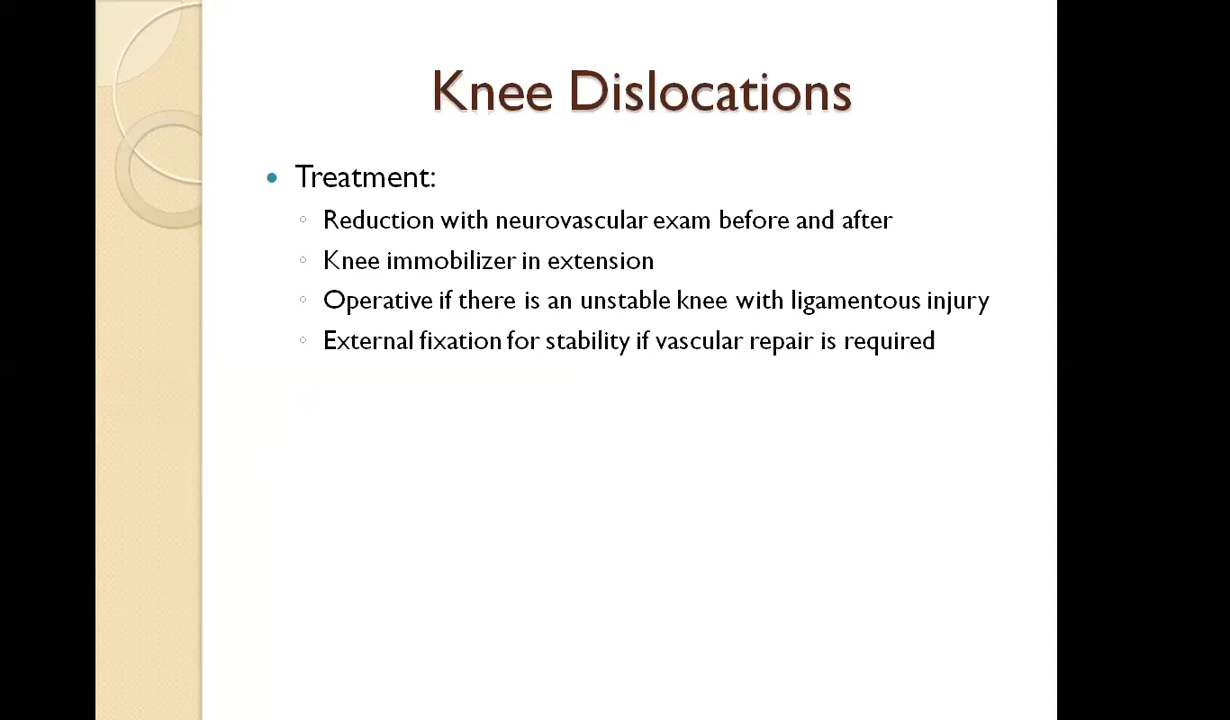 Knee Dislocations
• Treatment:
◦ Reduction with neurovascular exam before and after
◦ Knee immobilizer in extension
◦ Operative if there is an unstable knee with ligamentous injury
◦ External fixation for stability if vascular repair is required